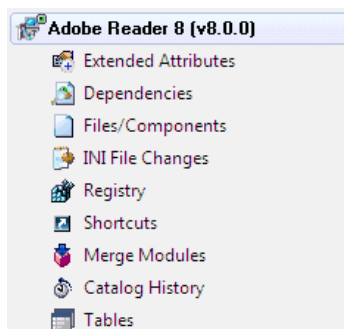 Adobe Reader 8 (v8.0.0)
Extended Attributes
Dependencies
Files/Components
INI File Changes
Registry
Shortcuts
Merge Modules
Catalog History
Tables